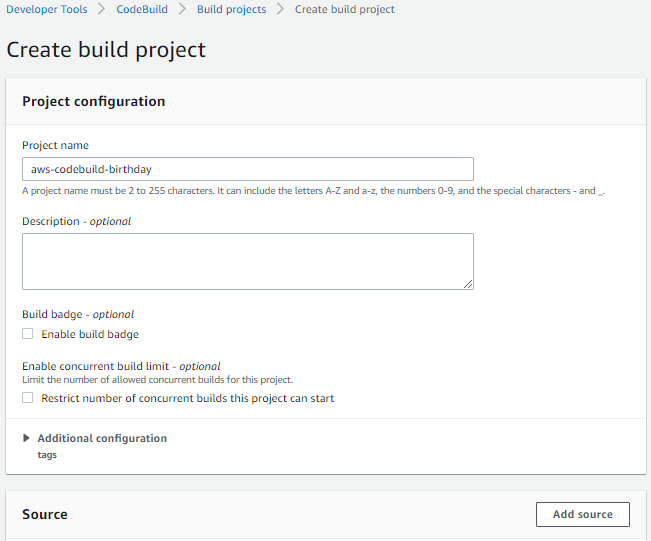 Developer Tools > CodeBuild > Build projects > Create build project
Create build project
Project configuration
Project name
aws-codebuild-birthday
A project name must be 2 to 255 characters. It can include the letters A-Z and a-z, the numbers 0-9, and the special characters - and _.
Description - optional
Build badge - optional
Enable build badge
Enable concurrent build limit - optional
Limit the number of allowed concurrent builds for this project.
Restrict number of concurrent builds this project can start
Additional configuration
tags
Source
Add source